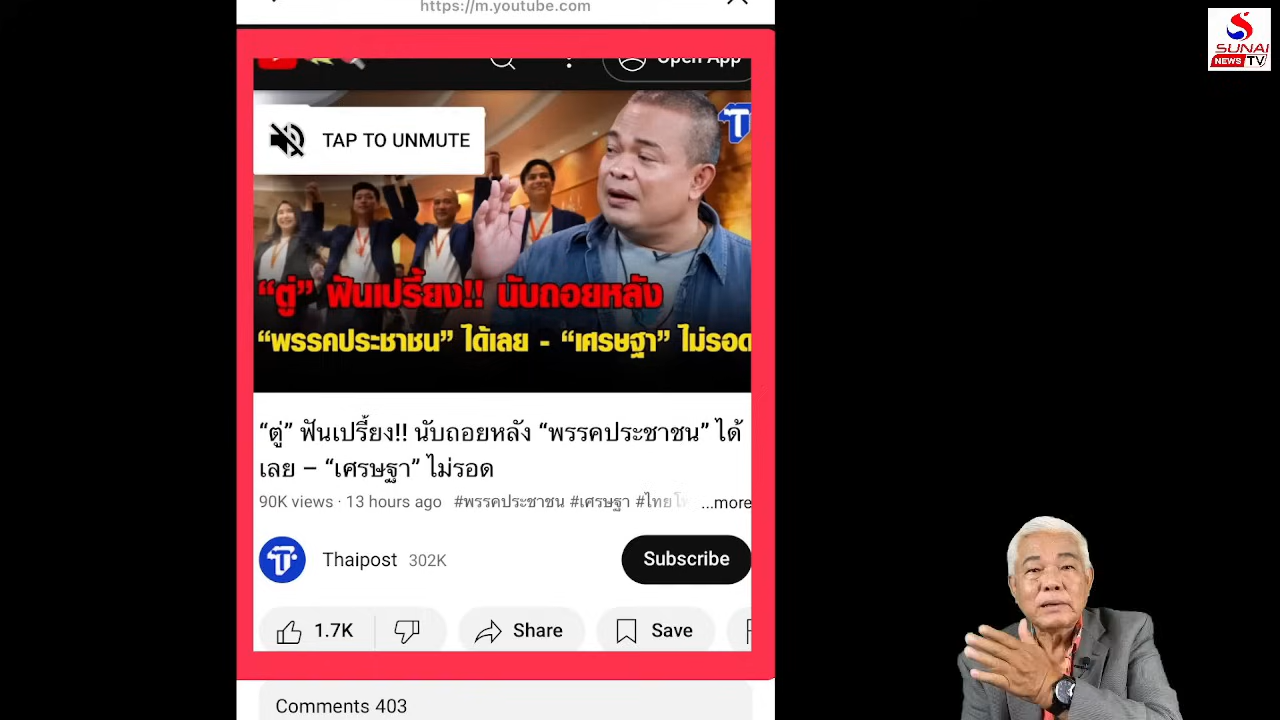 https://m.youtube.com
SUNAI
NEWS TV
Open App
TAP TO UNMUTE
“ตู่” ฟันเปรี้ยง!! นับถอยหลัง
“พรรคประชาชน” ได้เลย - “เศรษฐา” ไม่รอด
“ตู่” ฟันเปรี้ยง!! นับถอยหลัง “พรรคประชาชน” ได้
เลย – “เศรษฐา” ไม่รอด
90K views · 13 hours ago #พรรคประชาชน #เศรษฐา #ไทยโ ...more
Thaipost 302K
Subscribe
1.7K
Share
Save
Comments 403